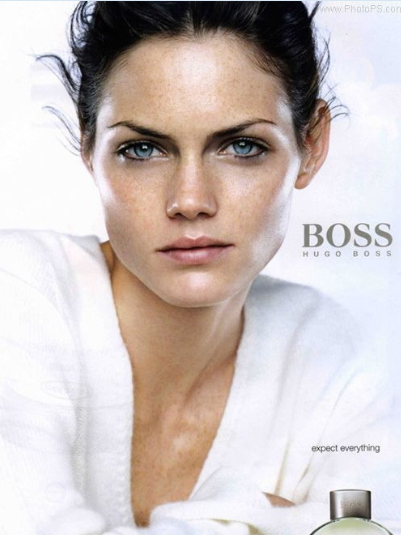 www.PhotoPS.com
BOSS
HUGO BOSS
expect everything